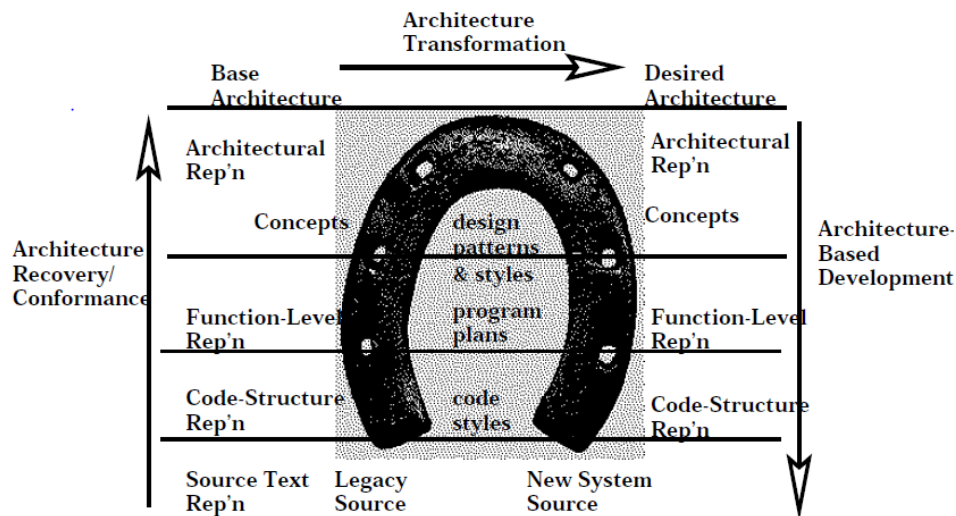 Architecture
Transformation
Base
Architecture
Desired
Architecture
Architectural
Rep'n
Architectural
Rep'n
Concepts
design
patterns
& styles
Concepts
Architecture
Recovery/
Conformance
Architecture-
Based
Development
Function-Level
Rep'n
program
plans
Function-Level
Rep'n
Code-Structure
Rep'n
code
styles
Code-Structure
Rep'n
Source Text
Rep'n
Legacy
Source
New System
Source